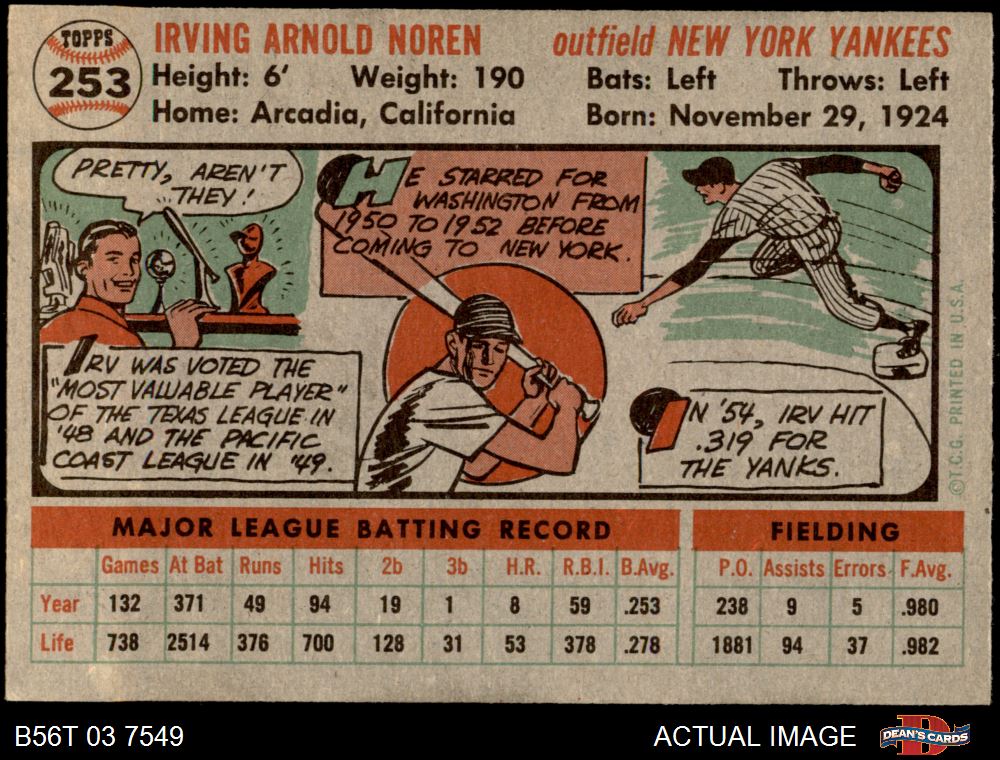 TOPPS
253
IRVING ARNOLD NOREN
outfield NEW YORK YANKEES
Height: 6' Weight: 190 Bats: Left Throws: Left
Home: Arcadia, California Born: November 29, 1924
PRETTY, AREN'T
THEY!
HE STARRED FOR
WASHINGTON FROM
1950 TO 1952 BEFORE
COMING TO NEW YORK.
IRV WAS VOTED THE
"MOST VALUABLE PLAYER"
OF THE TEXAS LEAGUE IN
'48 AND THE PACIFIC
COAST LEAGUE IN '49.
IN '54, IRV HIT
.319 FOR
THE YANKS.
©T.C.G. PRINTED IN U.S.A.
MAJOR LEAGUE BATTING RECORD FIELDING
Games At Bat Runs Hits 2b 3b H.R. R.B.I. B.Avg. P.O. Assists Errors F.Avg.
Year 132 371 49 94 19 1 8 59 .253 238 9 5 .980
Life 738 2514 376 700 128 31 53 378 .278 1881 94 37 .982
B56T 03 7549
ACTUAL IMAGE
D
DEAN'S CARDS